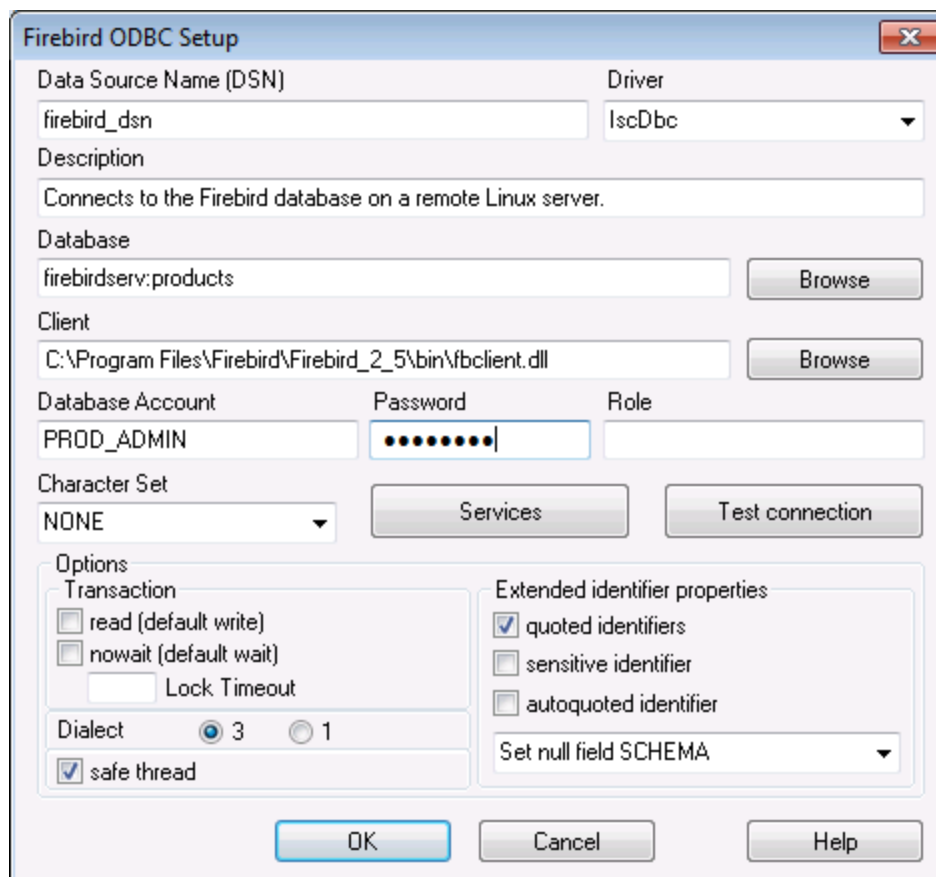 Firebird ODBC Setup
Data Source Name (DSN) Driver
firebird_dsn IscDbc
Description
Connects to the Firebird database on a remote Linux server.
Database
firebirdserv:products Browse
Client
C:\Program Files\Firebird\Firebird_2_5\bin\fbclient.dll Browse
Database Account Password Role
PROD_ADMIN ●●●●●●●●
Character Set
NONE Services Test connection
Options
Transaction Extended identifier properties
read (default write) quoted identifiers
nowait (default wait) sensitive identifier
Lock Timeout autoquoted identifier
Dialect 3 1
Set null field SCHEMA
safe thread
OK Cancel Help